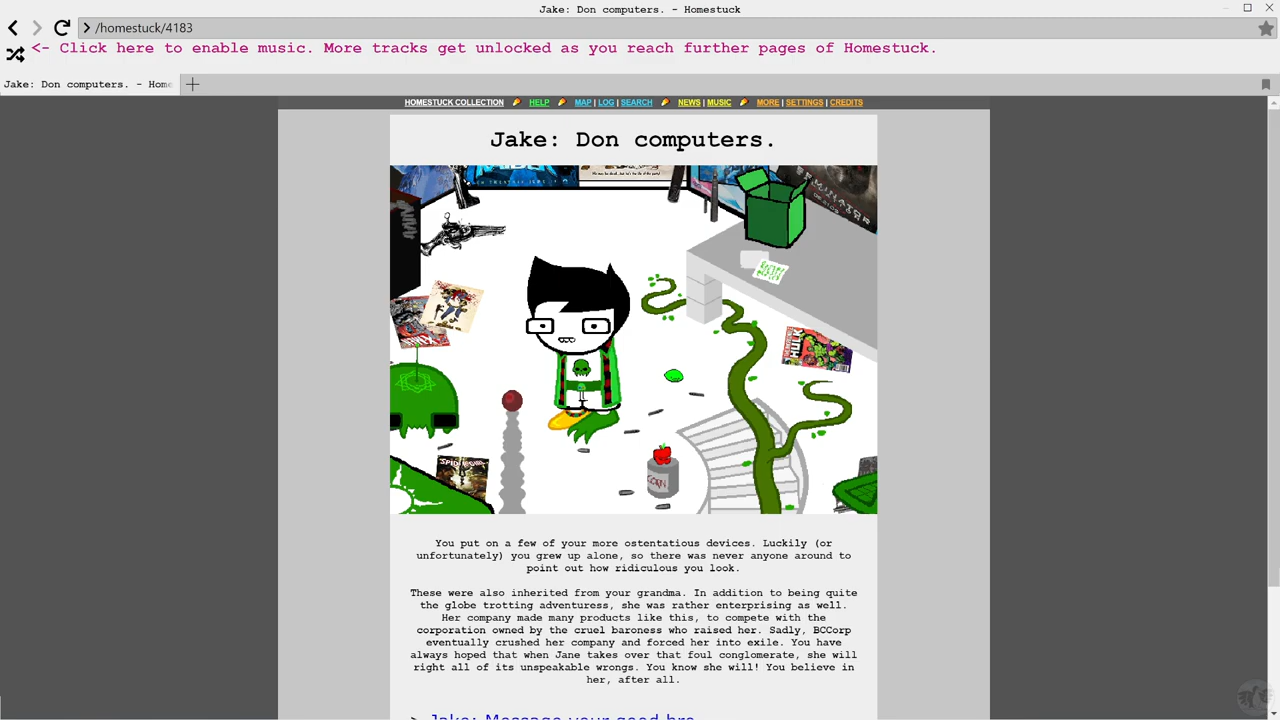 Jake: Don computers. - Homestuck
/homestuck/4183
<- Click here to enable music. More tracks get unlocked as you reach further pages of Homestuck.
Jake: Don computers. - Home
HOMESTUCK COLLECTION HELP MAP | LOG | SEARCH NEWS | MUSIC MORE | SETTINGS | CREDITS
Jake: Don computers.
HULK
SPIDER
CORN
You put on a few of your more ostentatious devices. Luckily (or
unfortunately) you grew up alone, so there was never anyone around to
point out how ridiculous you look.
These were also inherited from your grandma. In addition to being quite
the globe trotting adventuress, she was rather enterprising as well.
Her company made many products like this, to compete with the
corporation owned by the cruel baroness who raised her. Sadly, BCCorp
eventually crushed her company and forced her into exile. You have
always hoped that when Jane takes over that foul conglomerate, she will
right all of its unspeakable wrongs. You know she will! You believe in
her, after all.
> Jake: Message your good bro.